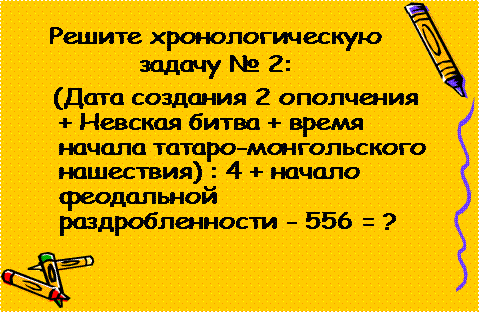 Решите хронологическую
задачу № 2:
(Дата создания 2 ополчения
+ Невская битва + время
начала татаро-монгольского
нашествия) : 4 + начало
феодальной
раздробленности – 556 = ?